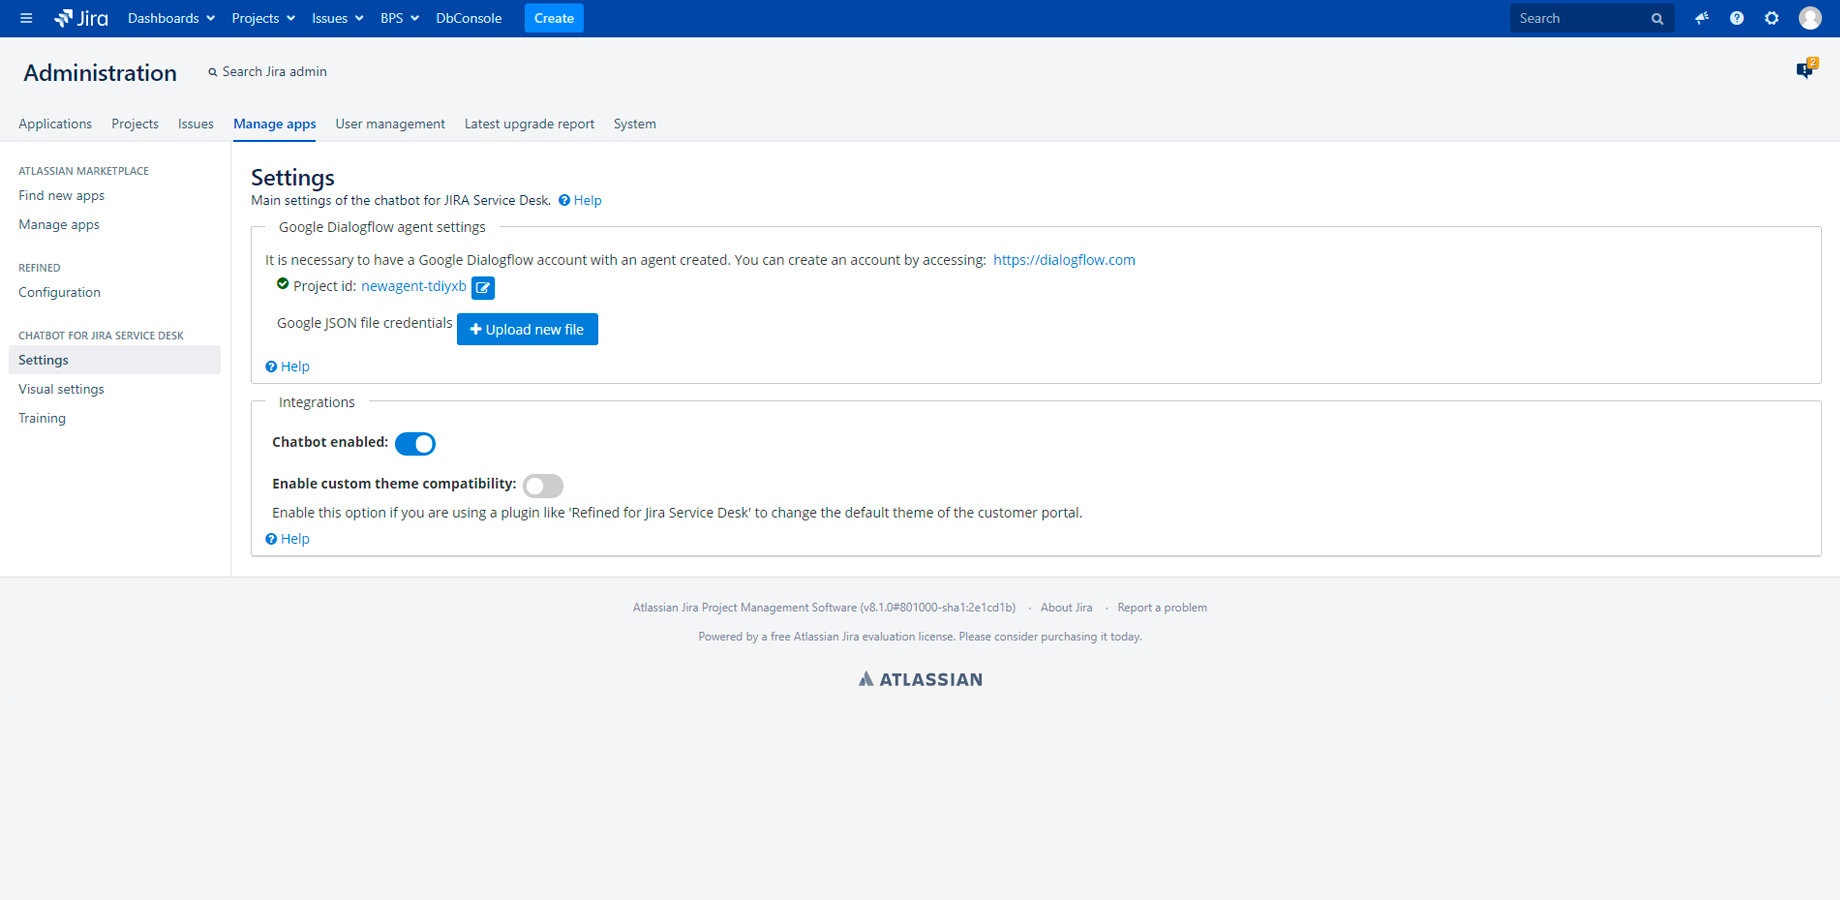 Jira Dashboards Projects Issues BPS DbConsole Create Search
Administration Search Jira admin 2
Applications Projects Issues Manage apps User management Latest upgrade report System
ATLASSIAN MARKETPLACE
Find new apps
Manage apps
REFINED
Configuration
CHATBOT FOR JIRA SERVICE DESK
Settings
Visual settings
Training
Settings
Main settings of the chatbot for JIRA Service Desk. Help
Google Dialogflow agent settings
It is necessary to have a Google Dialogflow account with an agent created. You can create an account by accessing: https://dialogflow.com
Project id: newagent-tdiyxb
Google JSON file credentials Upload new file
Help
Integrations
Chatbot enabled:
Enable custom theme compatibility:
Enable this option if you are using a plugin like 'Refined for Jira Service Desk' to change the default theme of the customer portal.
Help
Atlassian Jira Project Management Software (v8.1.0#801000-sha1:2e1cd1b) · About Jira · Report a problem
Powered by a free Atlassian Jira evaluation license. Please consider purchasing it today.
ATLASSIAN